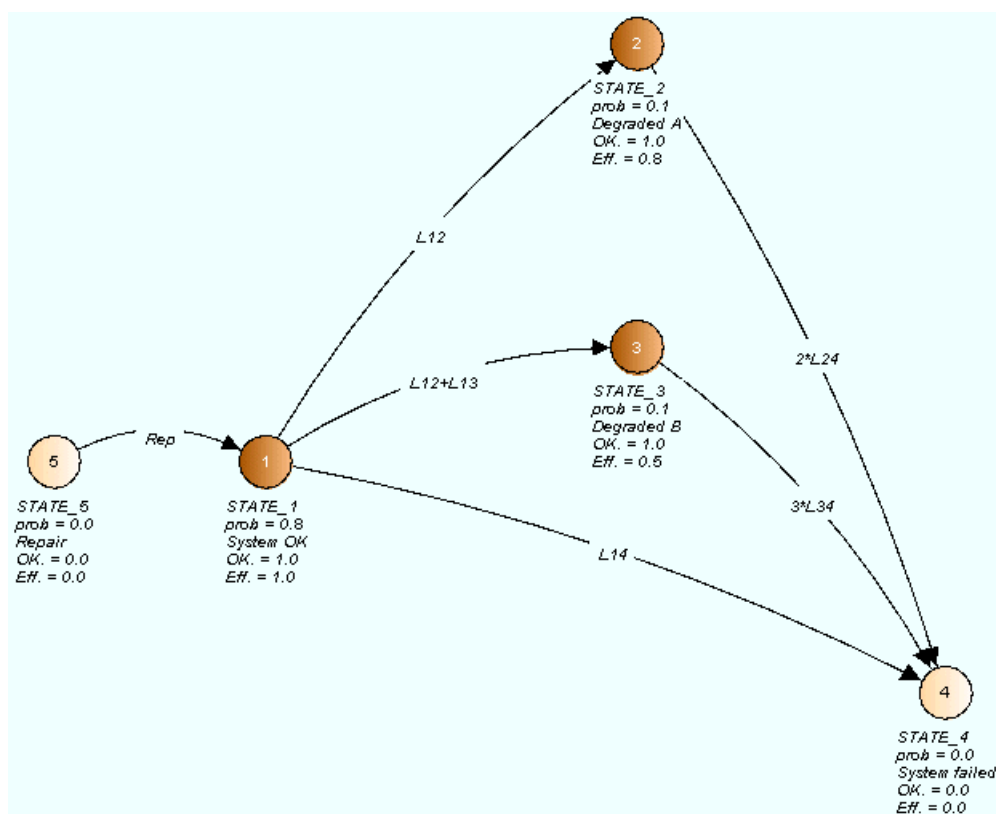 2
STATE_2
prob = 0.1
Degraded A
OK. = 1.0
Eff. = 0.8
L12
2*L24
3
L12+L13
STATE_3
prob = 0.1
Degraded B
OK. = 1.0
Eff. = 0.5
Rep
5
1
STATE_5
prob = 0.0
Repair
OK. = 0.0
Eff. = 0.0
STATE_1
prob = 0.8
System OK
OK. = 1.0
Eff. = 1.0
3*L34
L14
4
STATE_4
prob = 0.0
System failed
OK. = 0.0
Eff. = 0.0